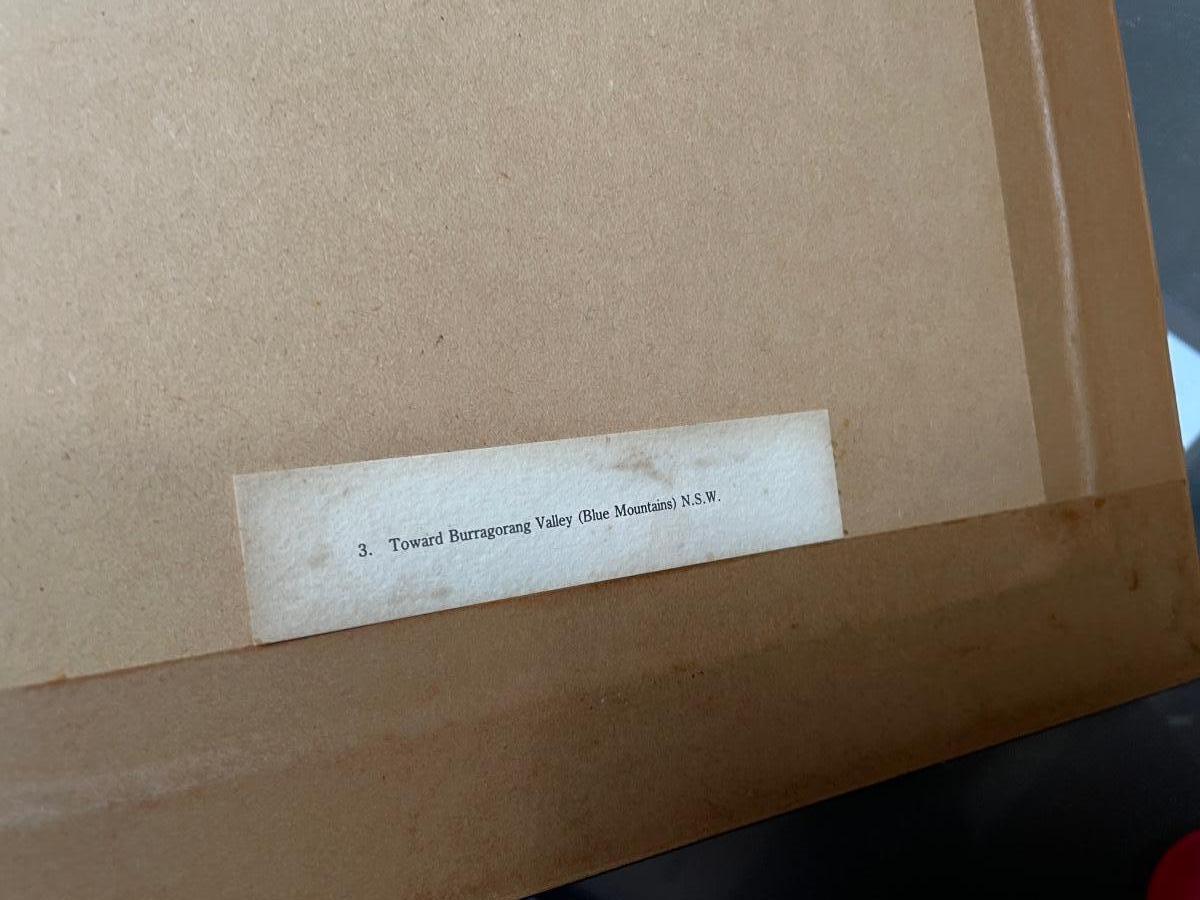 3. Toward Burragorang Valley (Blue Mountains) N.S.W.